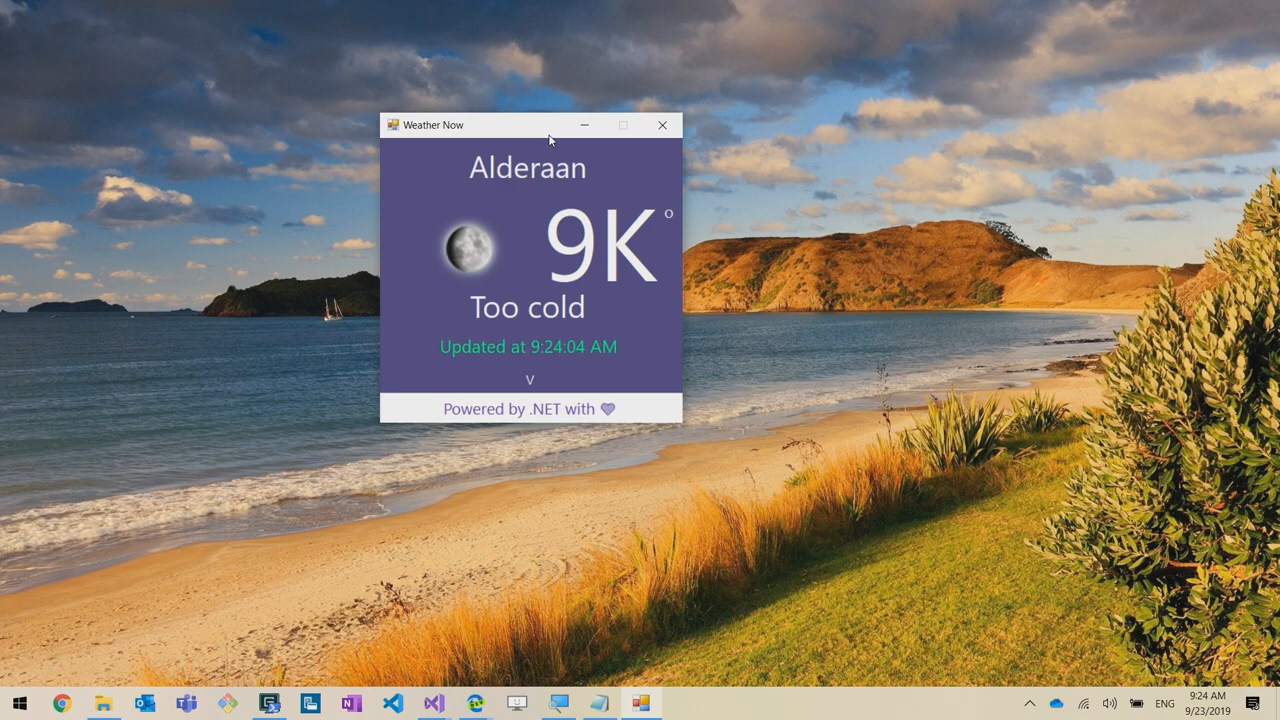 Weather Now
Alderaan
9K°
Too cold
Updated at 9:24:04 AM
v
Powered by .NET with
ENG
9:24 AM
9/23/2019